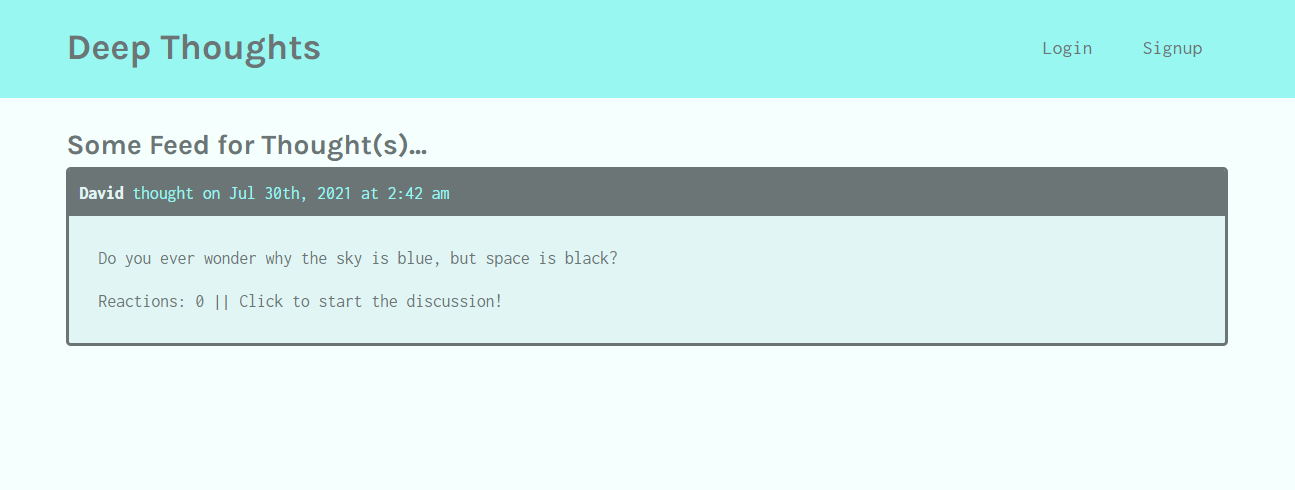 Deep Thoughts
Login Signup
Some Feed for Thought(s)...
David thought on Jul 30th, 2021 at 2:42 am
Do you ever wonder why the sky is blue, but space is black?
Reactions: 0 || Click to start the discussion!